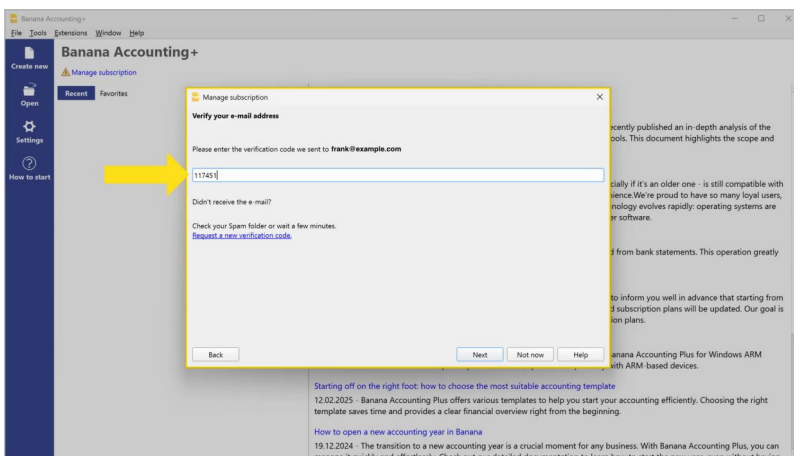 Banana Accounting+
File Tools Extensions Window Help
Create new
Open
Settings
How to start
Banana Accounting+
Manage subscription
Recent Favorites
Manage subscription
Verify your e-mail address
Please enter the verification code we sent to frank@example.com
117451
Didn't receive the e-mail?
Check your Spam folder or wait a few minutes.
Request a new verification code.
Back Next Not now Help
ecently published an in-depth analysis of the
ools. This document highlights the scope and
cially if it's an older one - is still compatible with
ience.We're proud to have so many loyal users,
nology evolves rapidly: operating systems are
er software.
d from bank statements. This operation greatly
to inform you well in advance that starting from
d subscription plans will be updated. Our goal is
ion plans.
anana Accounting Plus for Windows ARM
with ARM-based devices.
Starting off on the right foot: how to choose the most suitable accounting template
12.02.2025 - Banana Accounting Plus offers various templates to help you start your accounting efficiently. Choosing the right
template saves time and provides a clear financial overview right from the beginning.
How to open a new accounting year in Banana
19.12.2024 - The transition to a new accounting year is a crucial moment for any business. With Banana Accounting Plus, you can